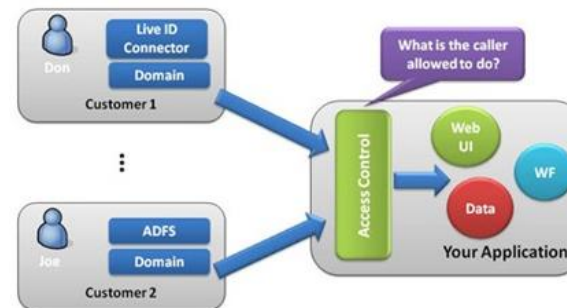 Live ID
Connector
Don
Domain
Customer 1
ADFS
Joe
Domain
Customer 2
What is the caller
allowed to do?
Access Control
Web
UI
WF
Data
Your Application